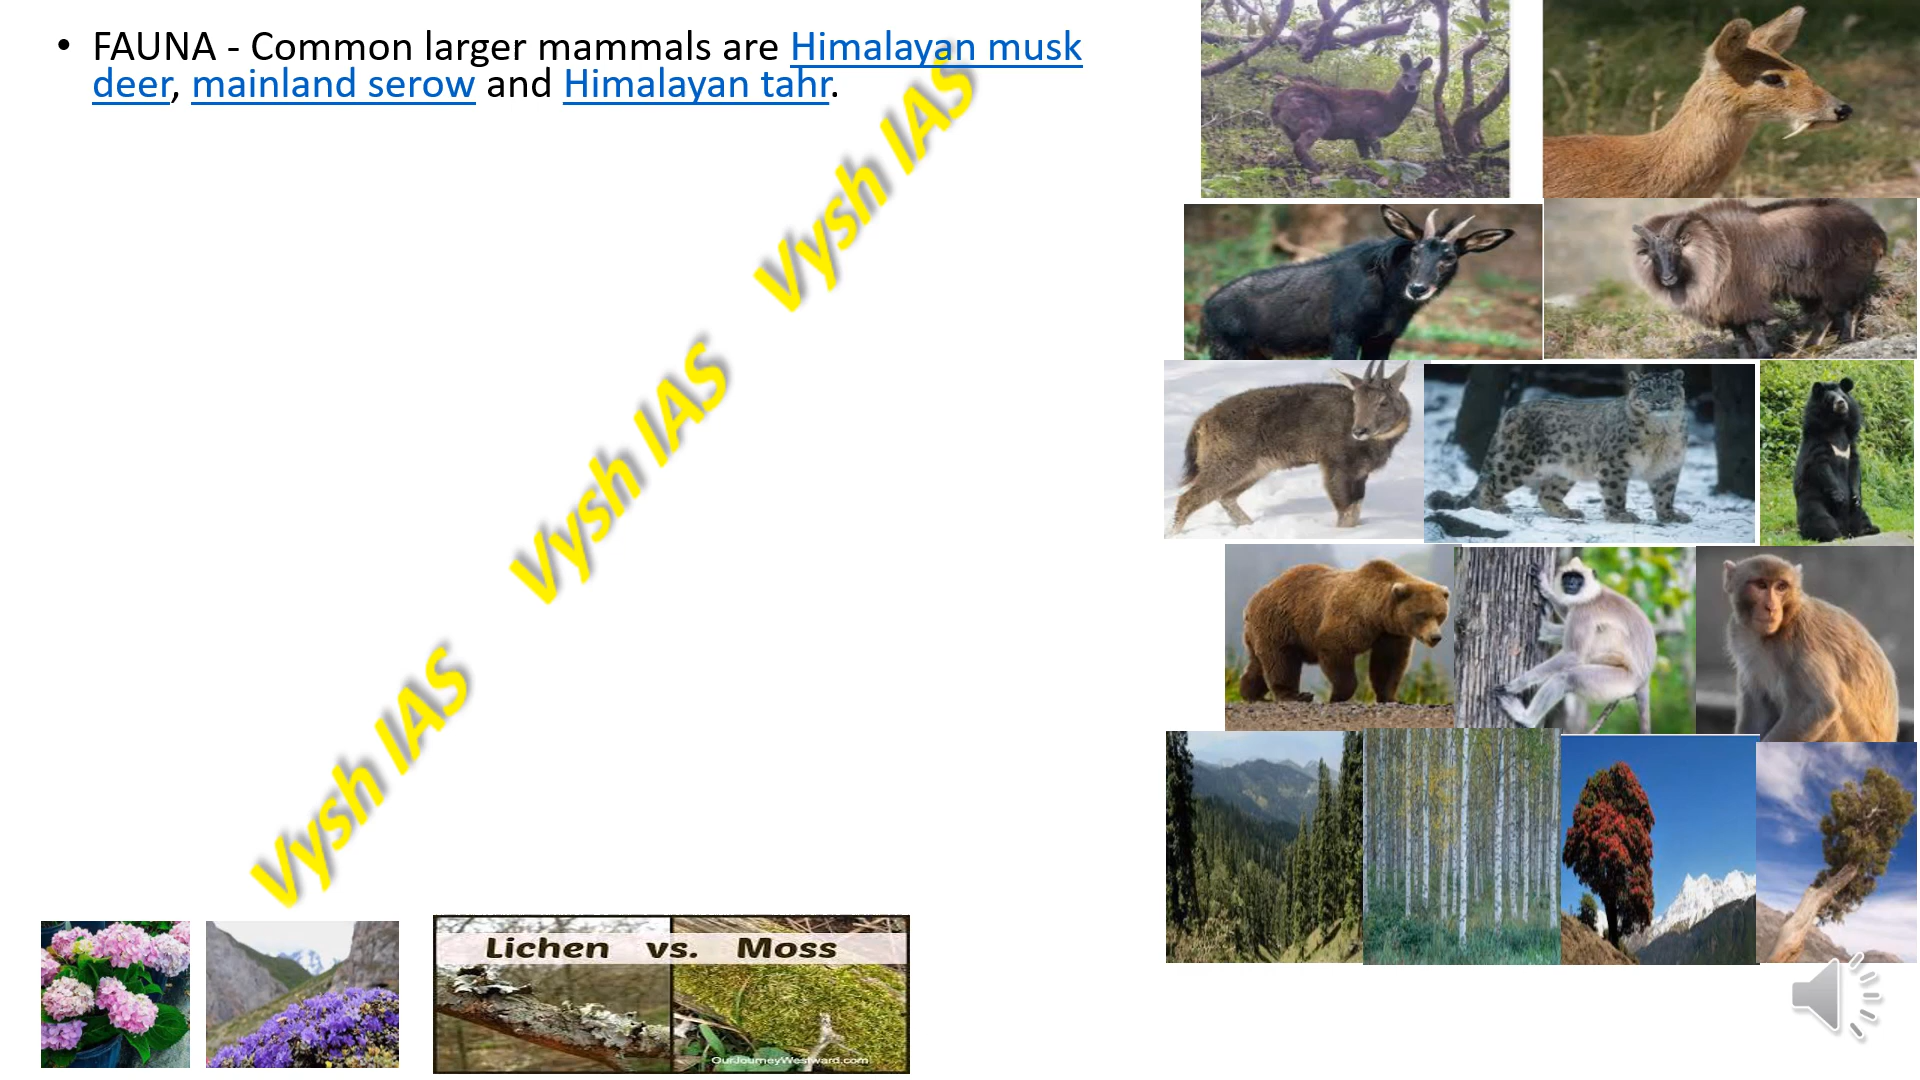 • FAUNA - Common larger mammals are Himalayan musk
deer, mainland serow and Himalayan tahr.
Vysh IAS
Vysh IAS
Vysh IAS
Lichen vs. Moss
OurJourneyWestward.com